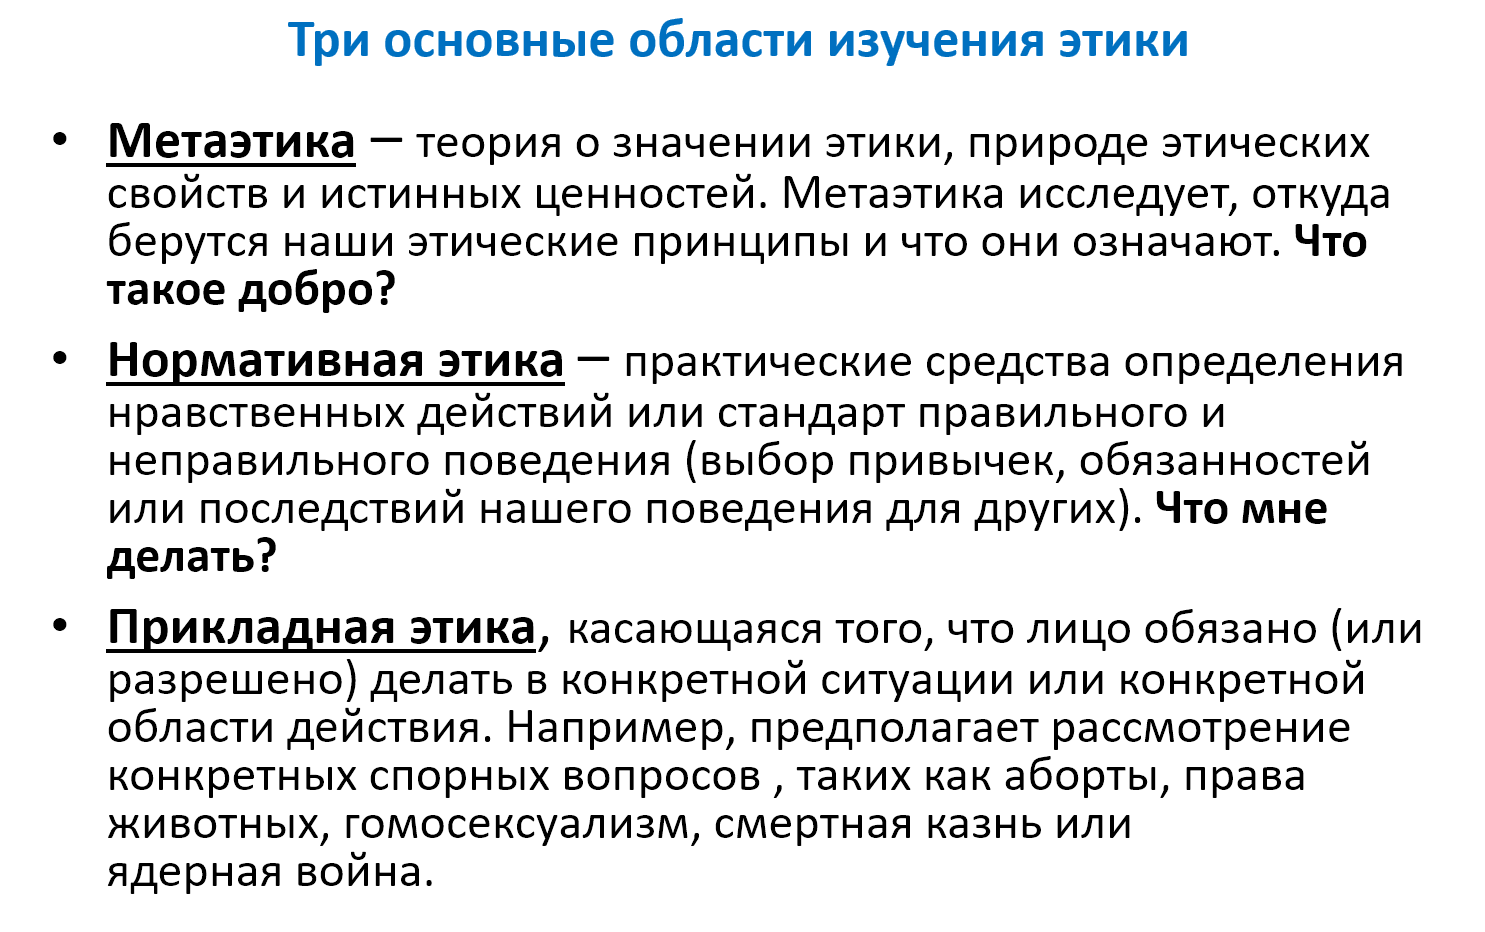 Три основные области изучения этики
• Метаэтика – теория о значении этики, природе этических
свойств и истинных ценностей. Метаэтика исследует, откуда
берутся наши этические принципы и что они означают. Что
такое добро?
• Нормативная этика – практические средства определения
нравственных действий или стандарт правильного и
неправильного поведения (выбор привычек, обязанностей
или последствий нашего поведения для других). Что мне
делать?
• Прикладная этика, касающаяся того, что лицо обязано (или
разрешено) делать в конкретной ситуации или конкретной
области действия. Например, предполагает рассмотрение
конкретных спорных вопросов , таких как аборты, права
животных, гомосексуализм, смертная казнь или
ядерная война.